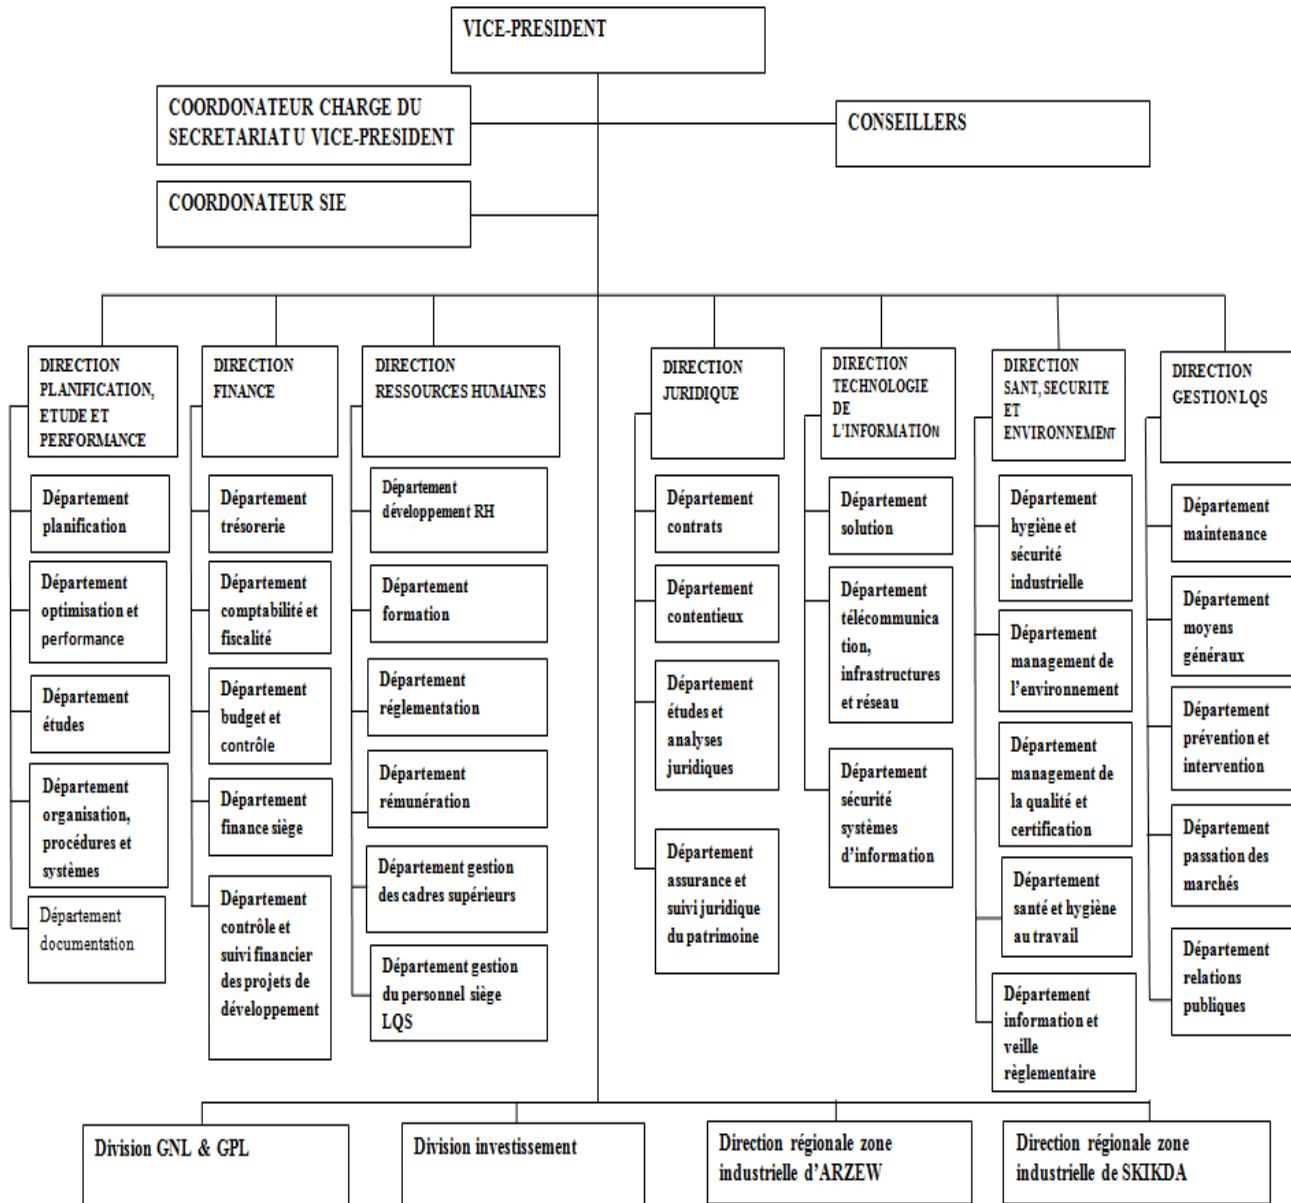 VICE-PRESIDENT
COORDONATEUR CHARGE DU
SECRETARIAT U VICE-PRESIDENT
CONSEILLERS
COORDONATEUR SIE
DIRECTION
PLANIFICATION,
ETUDE ET
PERFORMANCE
Département
planification
Département
optimisation et
performance
Département
études
Département
organisation,
procédures et
systèmes
Département
documentation
DIRECTION
FINANCE
Département
trésorerie
Département
comptabilité et
fiscalité
Département
budget et
contrôle
Département
finance siège
Département
contrôle et
suivi financier
des projets de
développement
DIRECTION
RESSOURCES HUMAINES
Département
développement RH
Département
formation
Département
réglementation
Département
rémunération
Département gestion
des cadres supérieurs
Département gestion
du personnel siège
LQS
DIRECTION
JURIDIQUE
Département
contrats
Département
contentieux
Département
études et
analyses
juridiques
Département
assurance et
suivi juridique
du patrimoine
DIRECTION
TECHNOLOGIE
DE
L'INFORMATION
Département
solution
Département
télécommunica
tion,
infrastructures
et réseau
Département
sécurité
systèmes
d'information
DIRECTION
SANT, SECURITE
ET
ENVIRONNEMENT
Département
hygiène et
sécurité
industrielle
Département
management de
l'environnement
Département
management de
la qualité et
certification
Département
santé et hygiène
au travail
Département
information et
veille
règlementaire
DIRECTION
GESTION LQS
Département
maintenance
Département
moyens
généraux
Département
prévention et
intervention
Département
passation des
marchés
Département
relations
publiques
Division GNL & GPL
Division investissement
Direction régionale zone
industrielle d'ARZEW
Direction régionale zone
industrielle de SKIKDA